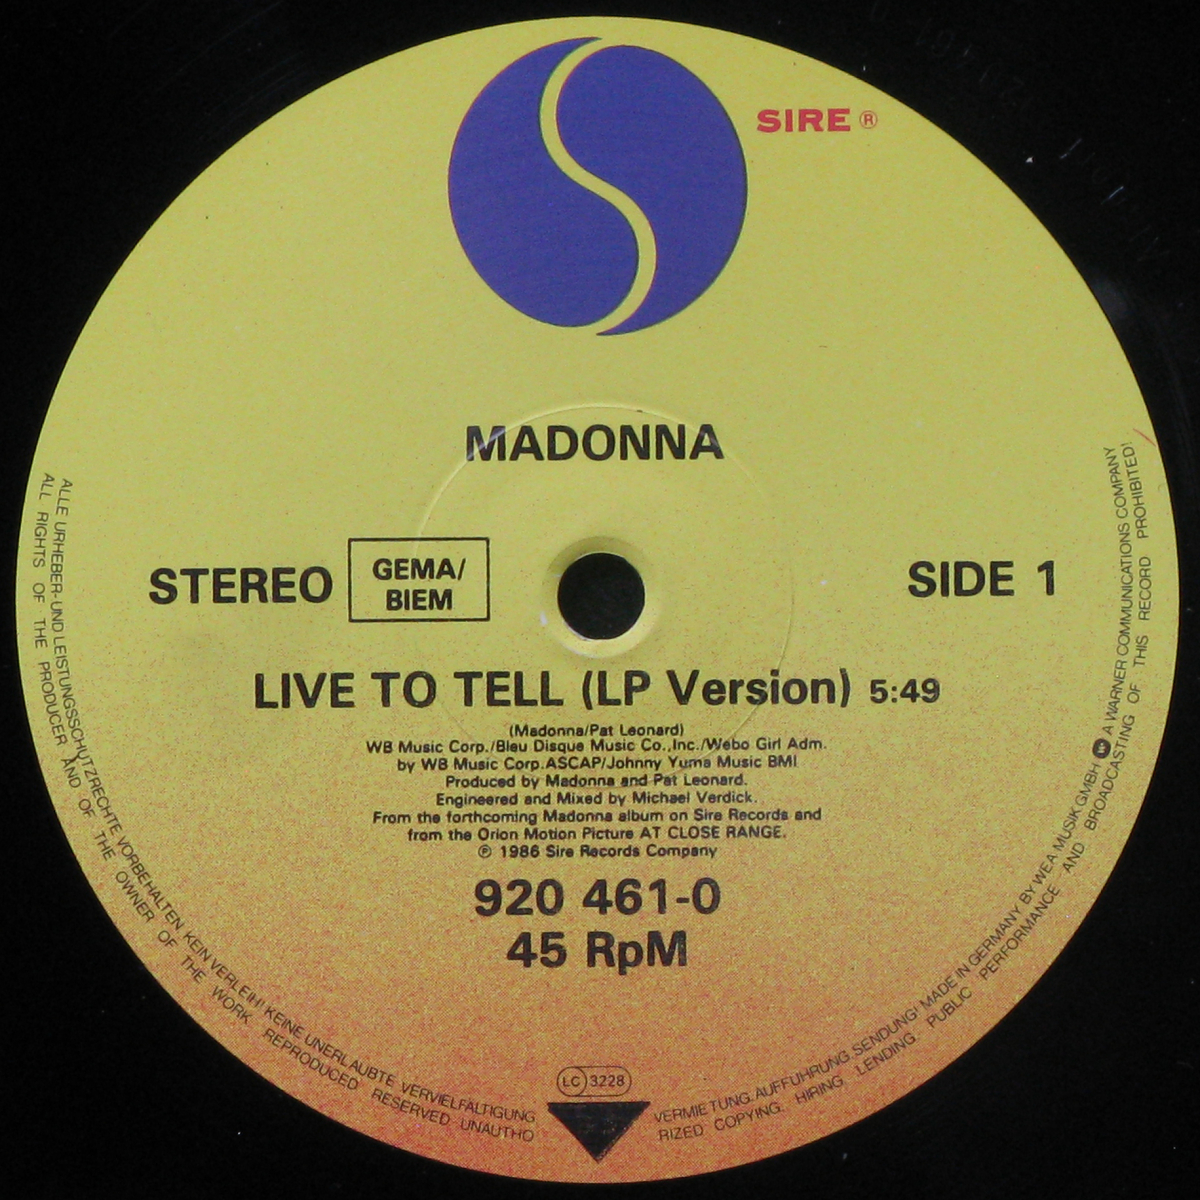 SIRE ®
MADONNA
STEREO
GEMA/
BIEM
SIDE 1
LIVE TO TELL (LP Version) 5:49
(Madonna/Pat Leonard)
WB Music Corp./Bleu Disque Music Co.,Inc./Webo Girl Adm.
by WB Music Corp.ASCAP/Johnny Yuma Music BMI
Produced by Madonna and Pat Leonard.
Engineered and Mixed by Michael Verdick.
From the forthcoming Madonna album on Sire Records and
from the Orion Motion Picture AT CLOSE RANGE.
℗ 1986 Sire Records Company
920 461-0
45 RpM
LC 3228
ALLE URHEBER-UND LEISTUNGSSCHUTZRECHTE VORBEHALTEN KEIN VERLEIH! KEINE UNERLAUBTE VERVIELFÄLTIGUNG VERMIETUNG.AUFFÜHRUNG.SENDUNG! MADE IN GERMANY BY WEA MUSIK GMBH W A WARNER COMMUNICATIONS COMPANY
ALL RIGHTS OF THE PRODUCER AND OF THE OWNER OF THE WORK REPRODUCED RESERVED UNAUTHO RIZED COPYING. HIRING LENDING PUBLIC PERFORMANCE AND BROADCASTING OF THIS RECORD PROHIBITED!